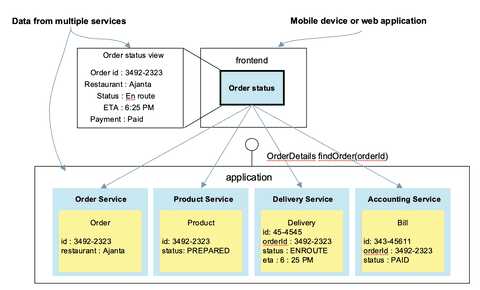 Data from multiple services
Mobile device or web application
Order status view
Order id : 3492-2323
Restaurant : Ajanta
Status : En route
ETA : 6:25 PM
Payment : Paid
frontend
Order status
OrderDetails findOrder(orderId)
application
Order Service
Order
id : 3492-2323
restaurant : Ajanta
Product Service
Product
id : 3492-2323
status: PREPARED
Delivery Service
Delivery
id: 45-4545
orderId : 3492-2323
status : ENROUTE
eta : 6 : 25 PM
Accounting Service
Bill
id: 343-45611
orderId : 3492-2323
status : PAID